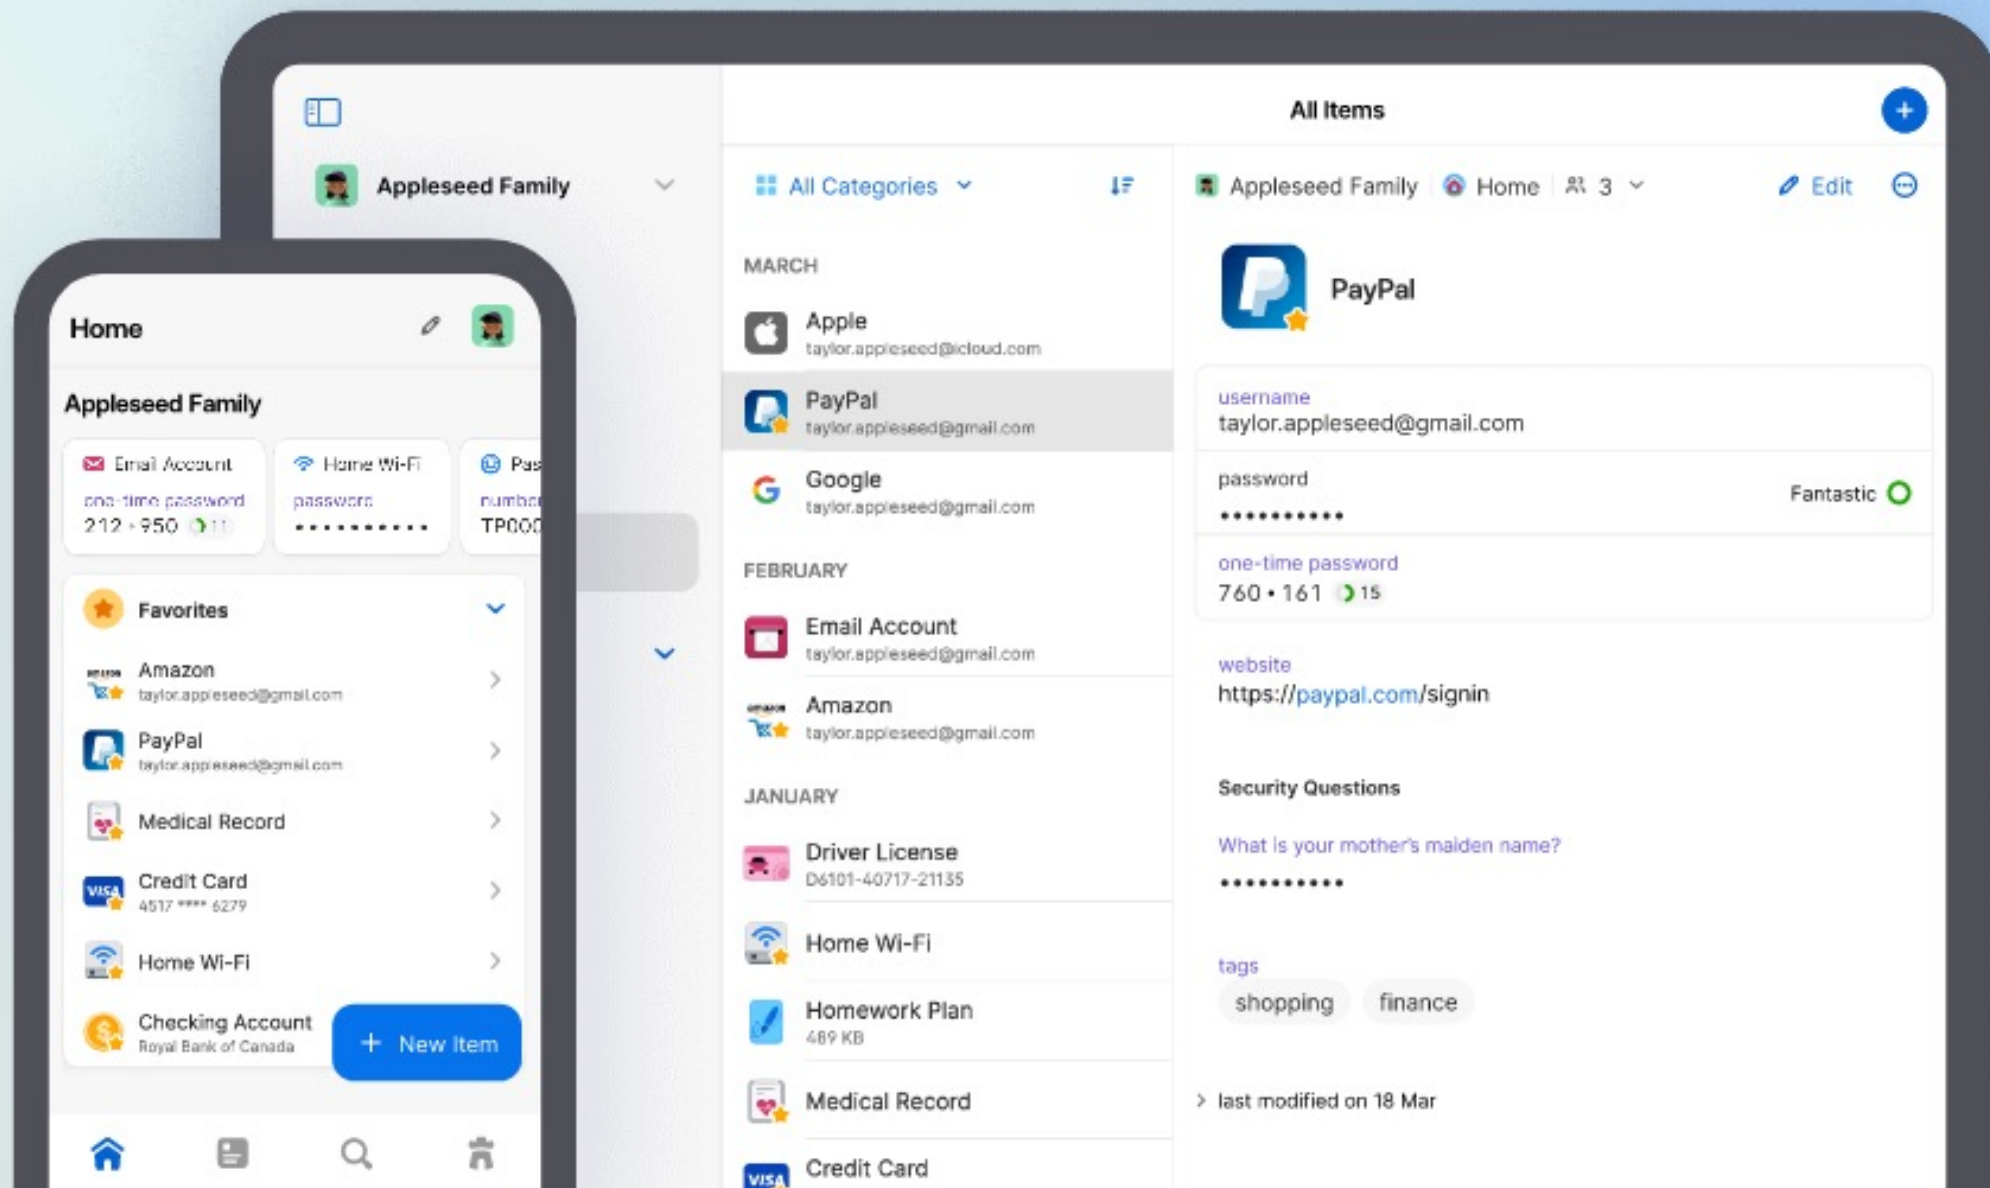 All Items
Appleseed Family
All Categories
Appleseed Family Home 3
Edit
MARCH
Apple
taylor.appleseed@icloud.com
PayPal
taylor.appleseed@gmail.com
Google
taylor.appleseed@gmail.com
FEBRUARY
Email Account
taylor.appleseed@gmail.com
Amazon
taylor.appleseed@gmail.com
JANUARY
Driver License
D6101-40717-21135
Home Wi-Fi
Homework Plan
489 KB
Medical Record
VISA
Credit Card
PayPal
username
taylor.appleseed@gmail.com
password
••••••••••
Fantastic
one-time password
760 • 161 15
website
https://paypal.com/signin
Security Questions
What is your mother's maiden name?
••••••••••
tags
shopping finance
last modified on 18 Mar
Home
Appleseed Family
Email Account
one-time password
212 • 950 11
Home Wi-Fi
password
••••••••••
Pas
number
TP000
Favorites
Amazon
taylor.appleseed@gmail.com
PayPal
taylor.appleseed@gmail.com
Medical Record
VISA
Credit Card
4517 **** 6279
Home Wi-Fi
Checking Account
Royal Bank of Canada
+ New Item